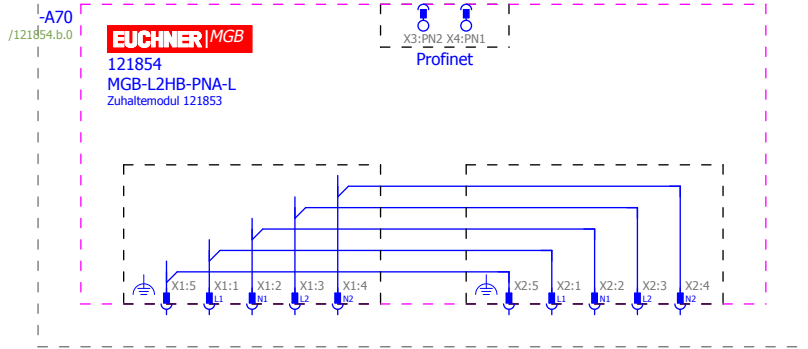 -A70
/121854.b.0
EUCHNER MGB
121854
MGB-L2HB-PNA-L
Zuhaltemodul 121853
X3:PN2 X4:PN1
Profinet
X1:5 X1:1 X1:2 X1:3 X1:4 X2:5 X2:1 X2:2 X2:3 X2:4
L1 N1 L2 N2 L1 N1 L2 N2